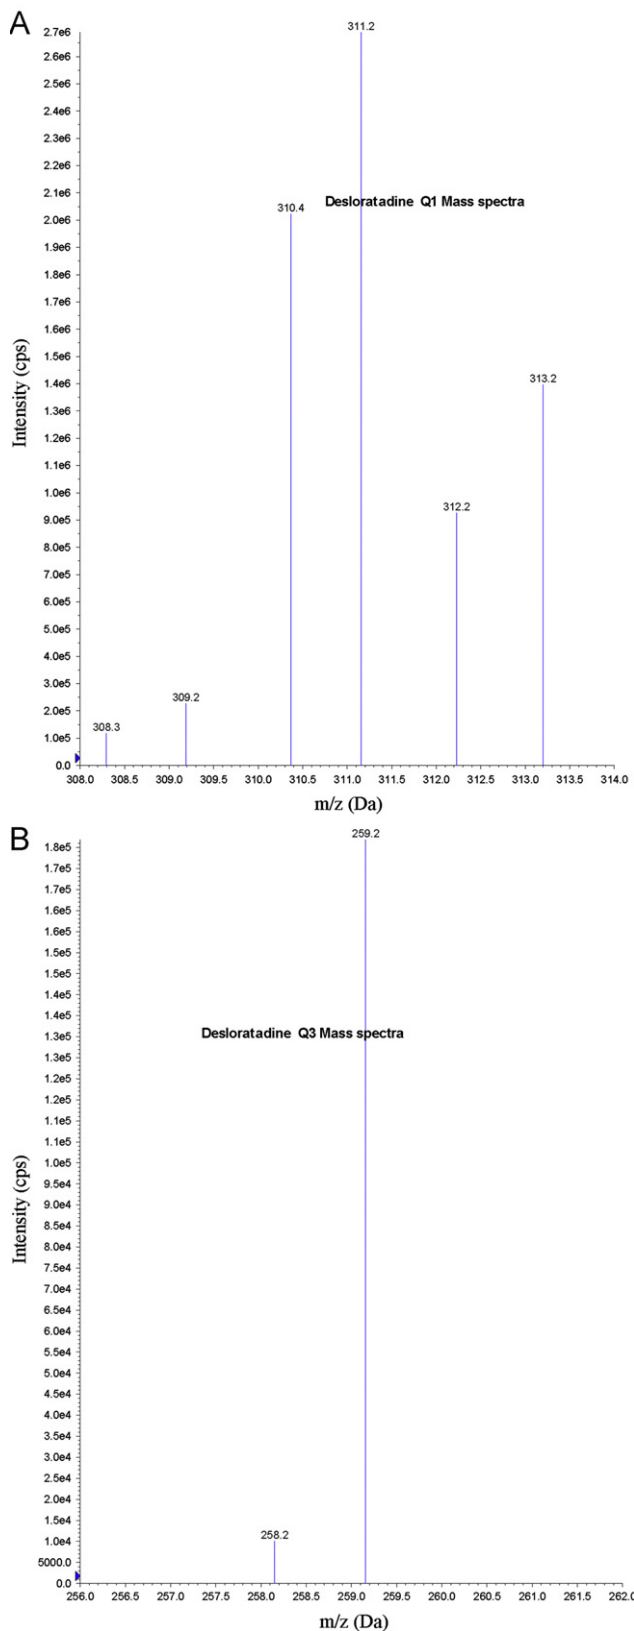 A
2.7e6
2.6e6
2.5e6
2.4e6
2.3e6
2.2e6
2.1e6
2.0e6
1.9e6
1.8e6
1.7e6
1.6e6
1.5e6
1.4e6
1.3e6
1.2e6
1.1e6
1.0e6
9.0e5
8.0e5
7.0e5
6.0e5
5.0e5
4.0e5
3.0e5
2.0e5
1.0e5
0.0
Intensity (cps)
311.2
Desloratadine Q1 Mass spectra
310.4
313.2
312.2
309.2
308.3
308.0 308.5 309.0 309.5 310.0 310.5 311.0 311.5 312.0 312.5 313.0 313.5 314.0
m/z (Da)
B
1.8e5
1.7e5
1.7e5
1.6e5
1.6e5
1.5e5
1.5e5
1.4e5
1.4e5
1.3e5
1.3e5
1.2e5
1.2e5
1.1e5
1.1e5
1.0e5
9.5e4
9.0e4
8.5e4
8.0e4
7.5e4
7.0e4
6.5e4
6.0e4
5.5e4
5.0e4
4.5e4
4.0e4
3.5e4
3.0e4
2.5e4
2.0e4
1.5e4
1.0e4
5000.0
0.0
Intensity (cps)
259.2
Desloratadine Q3 Mass spectra
258.2
256.0 256.5 257.0 257.5 258.0 258.5 259.0 259.5 260.0 260.5 261.0 261.5 262.0
m/z (Da)